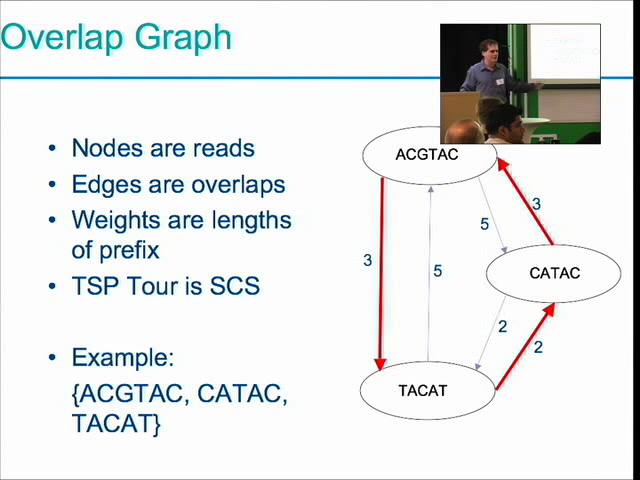 Overlap Graph
• Nodes are reads
• Edges are overlaps
• Weights are lengths
of prefix
• TSP Tour is SCS
• Example:
{ACGTAC, CATAC,
TACAT}
ACGTAC
3
5
5
3
CATAC
2
2
TACAT